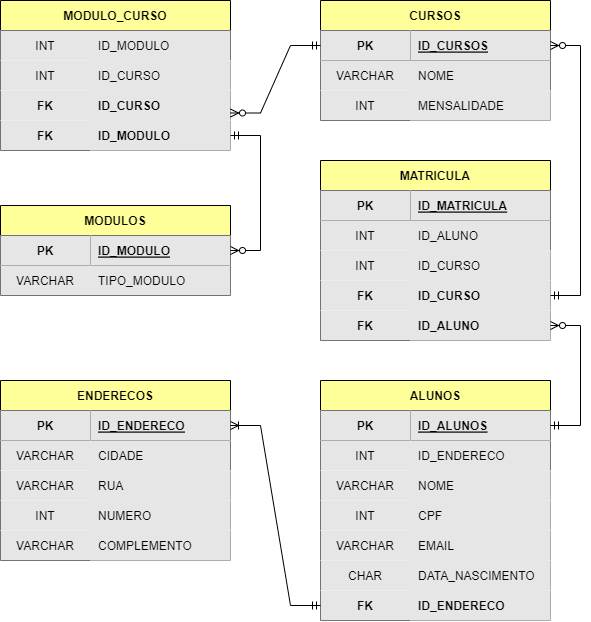 MODULO_CURSO
INT ID_MODULO
INT ID_CURSO
FK ID_CURSO
FK ID_MODULO
CURSOS
PK ID_CURSOS
VARCHAR NOME
INT MENSALIDADE
MODULOS
PK ID_MODULO
VARCHAR TIPO_MODULO
MATRICULA
PK ID_MATRICULA
INT ID_ALUNO
INT ID_CURSO
FK ID_CURSO
FK ID_ALUNO
ENDERECOS
PK ID_ENDERECO
VARCHAR CIDADE
VARCHAR RUA
INT NUMERO
VARCHAR COMPLEMENTO
ALUNOS
PK ID_ALUNOS
INT ID_ENDERECO
VARCHAR NOME
INT CPF
VARCHAR EMAIL
CHAR DATA_NASCIMENTO
FK ID_ENDERECO